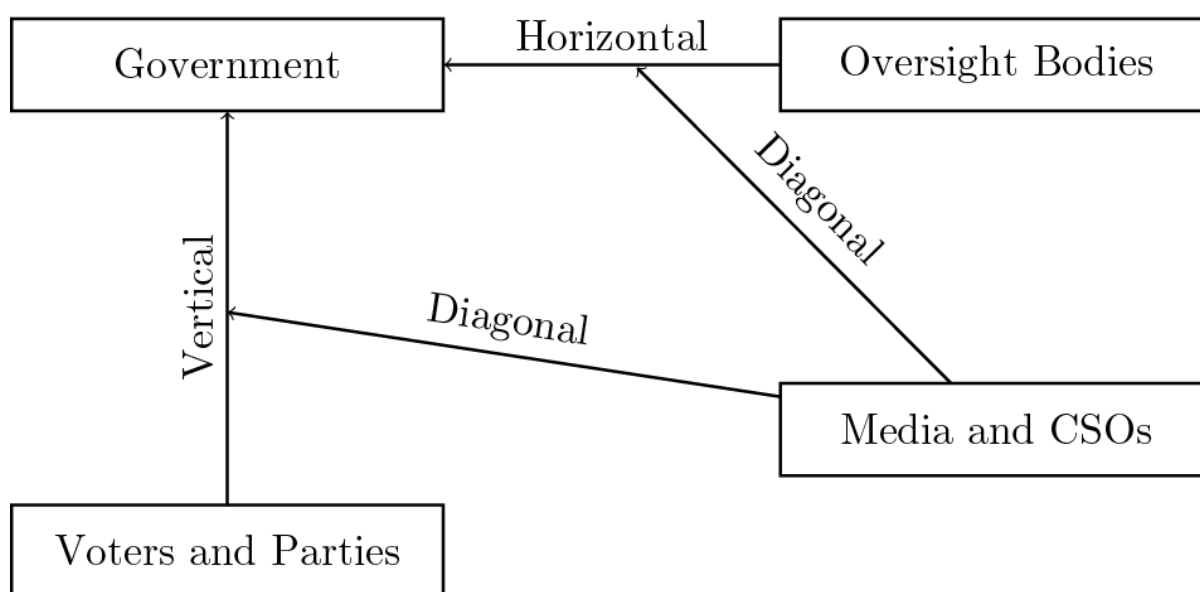 Government
Horizontal
Oversight Bodies
Diagonal
Vertical
Diagonal
Media and CSOs
Voters and Parties